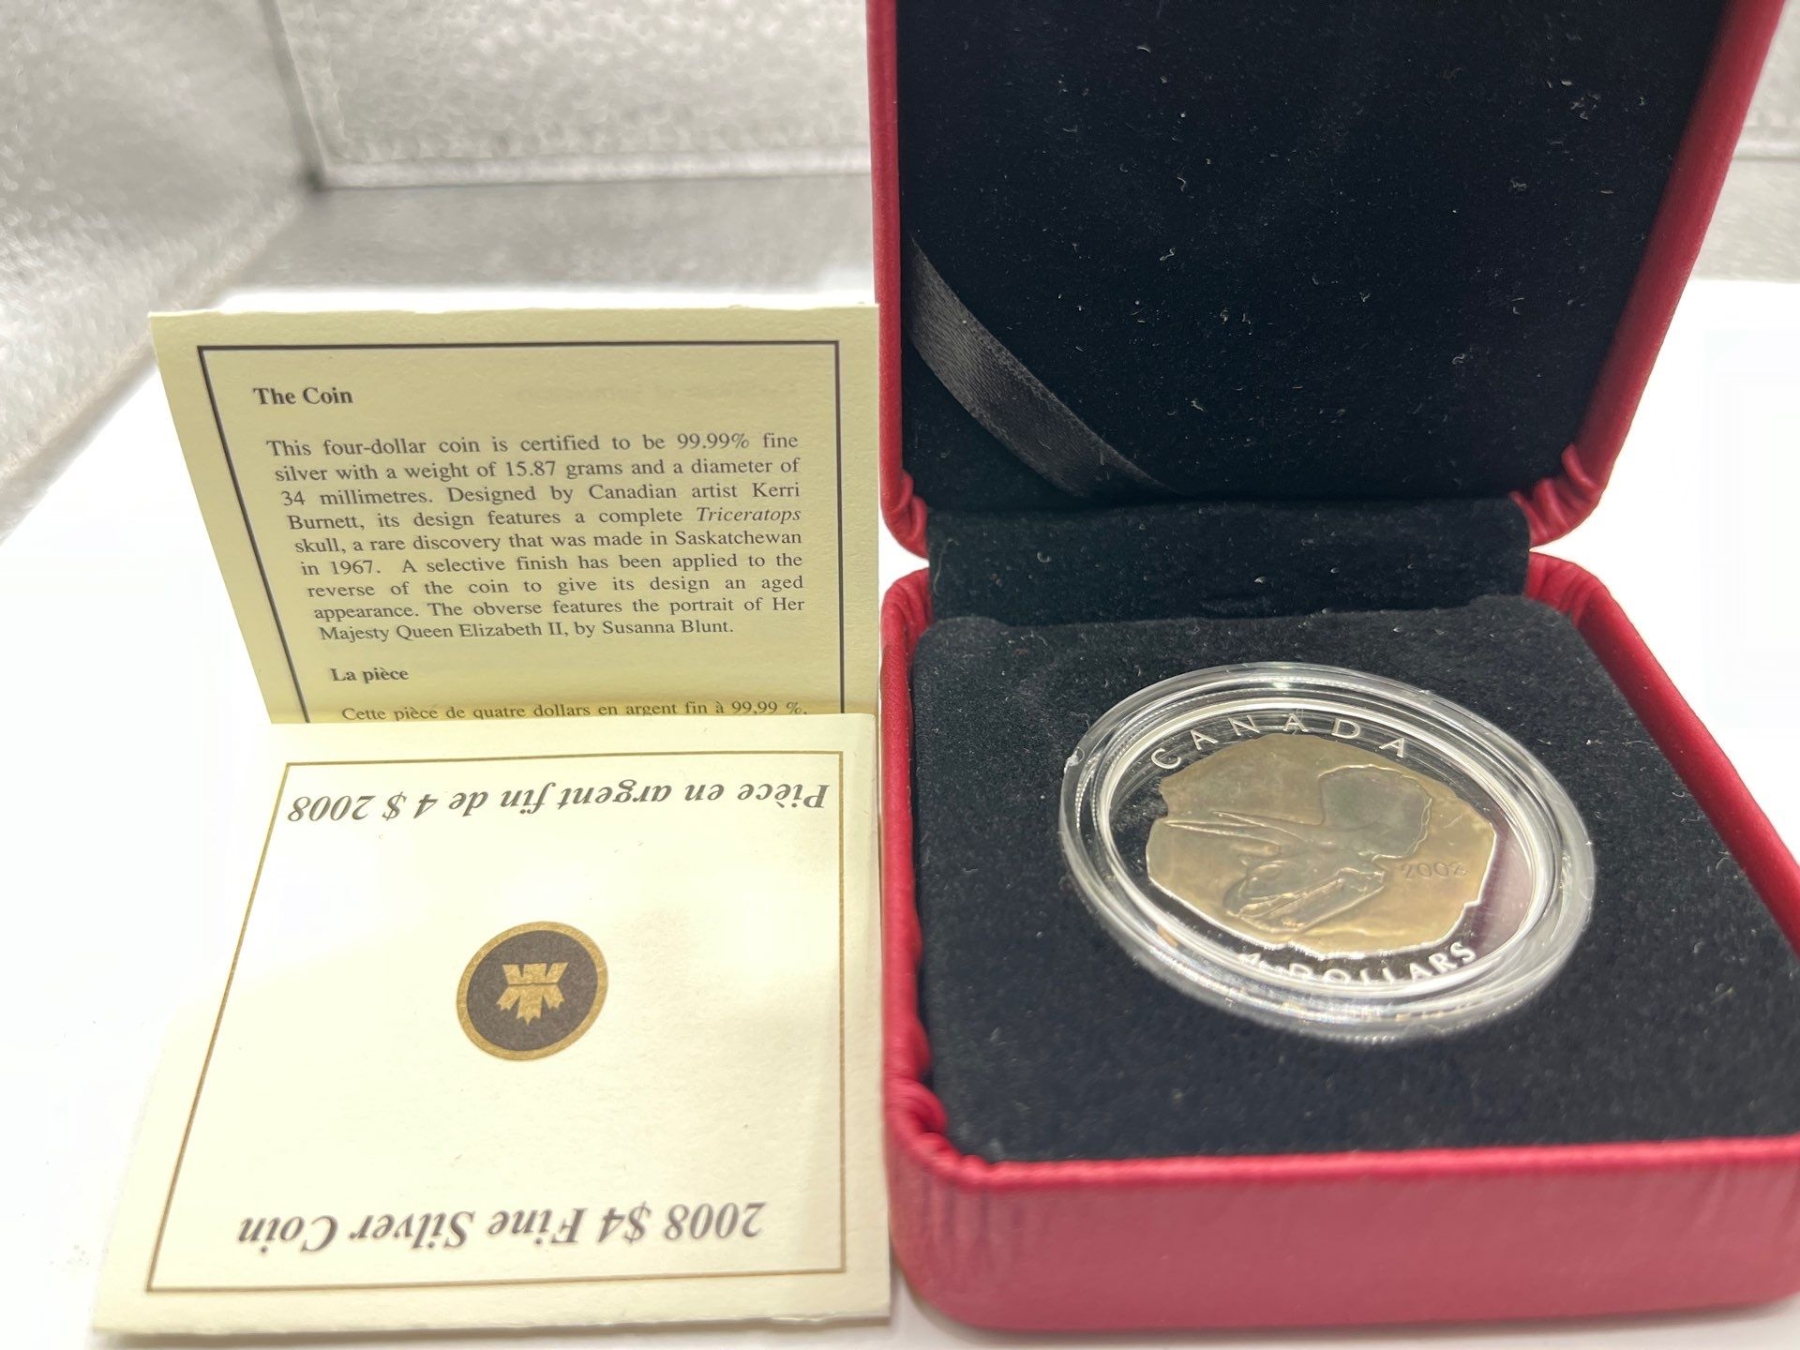 The Coin
This four-dollar coin is certified to be 99.99% fine
silver with a weight of 15.87 grams and a diameter of
34 millimetres. Designed by Canadian artist Kerri
Burnett, its design features a complete Triceratops
skull, a rare discovery that was made in Saskatchewan
in 1967. A selective finish has been applied to the
reverse of the coin to give its design an aged
appearance. The obverse features the portrait of Her
Majesty Queen Elizabeth II, by Susanna Blunt.
La pièce
Cette pièce de quatre dollars en argent fin à 99,99 %,
2008 $4 Fine Silver Coin
Pièce en argent fin de 4 $ 2008
CANADA
2008
4 DOLLARS